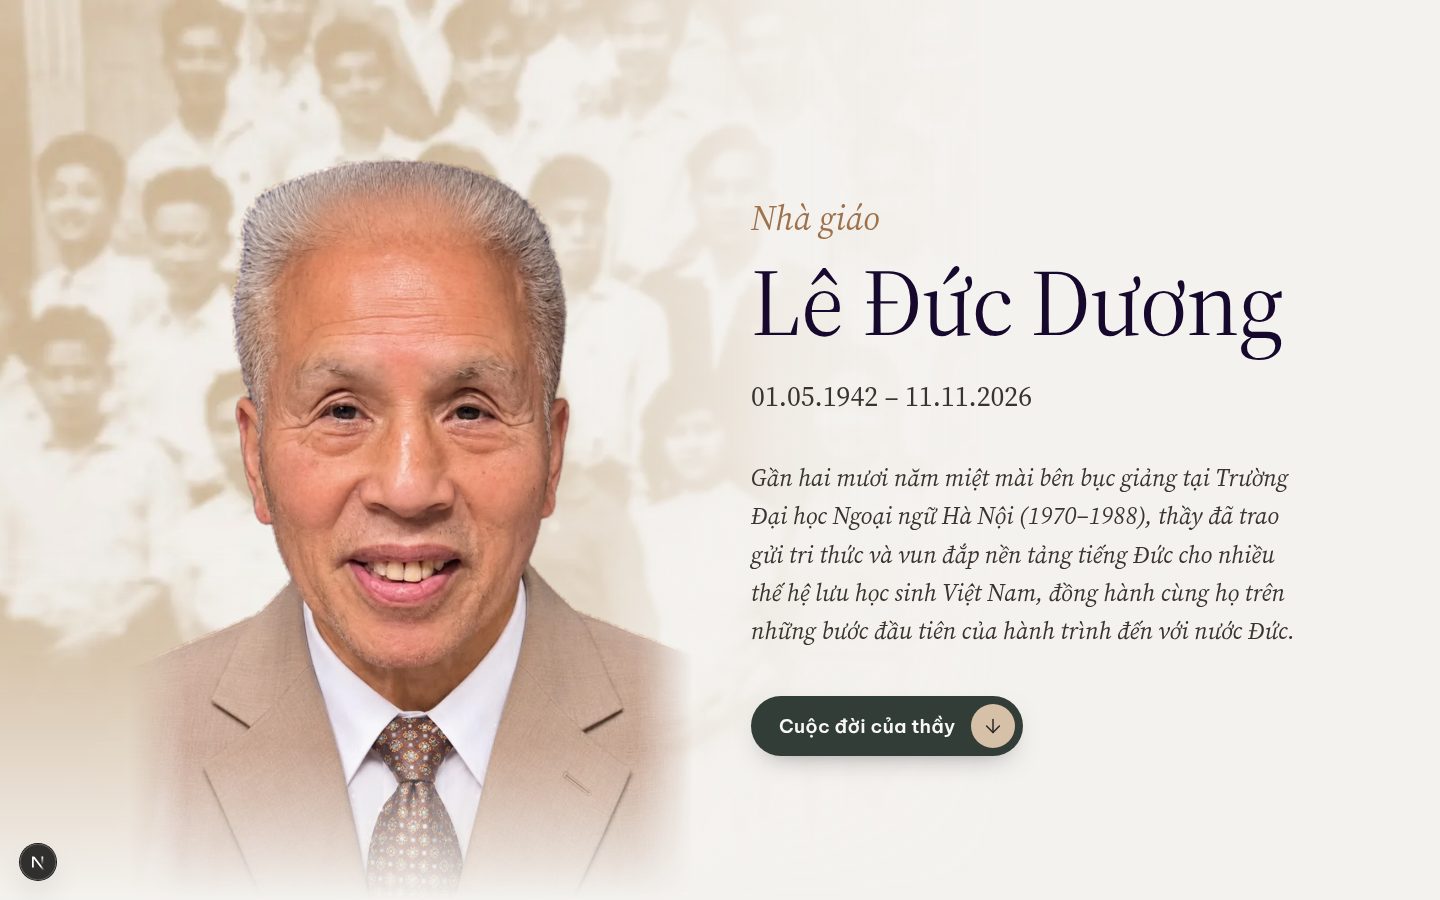 Nhà giáo
Lê Đức Dương
01.05.1942 – 11.11.2026
Gần hai mươi năm miệt mài bên bục giảng tại Trường
Đại học Ngoại ngữ Hà Nội (1970–1988), thầy đã trao
gửi tri thức và vun đắp nền tảng tiếng Đức cho nhiều
thế hệ lưu học sinh Việt Nam, đồng hành cùng họ trên
những bước đầu tiên của hành trình đến với nước Đức.
Cuộc đời của thầy
N